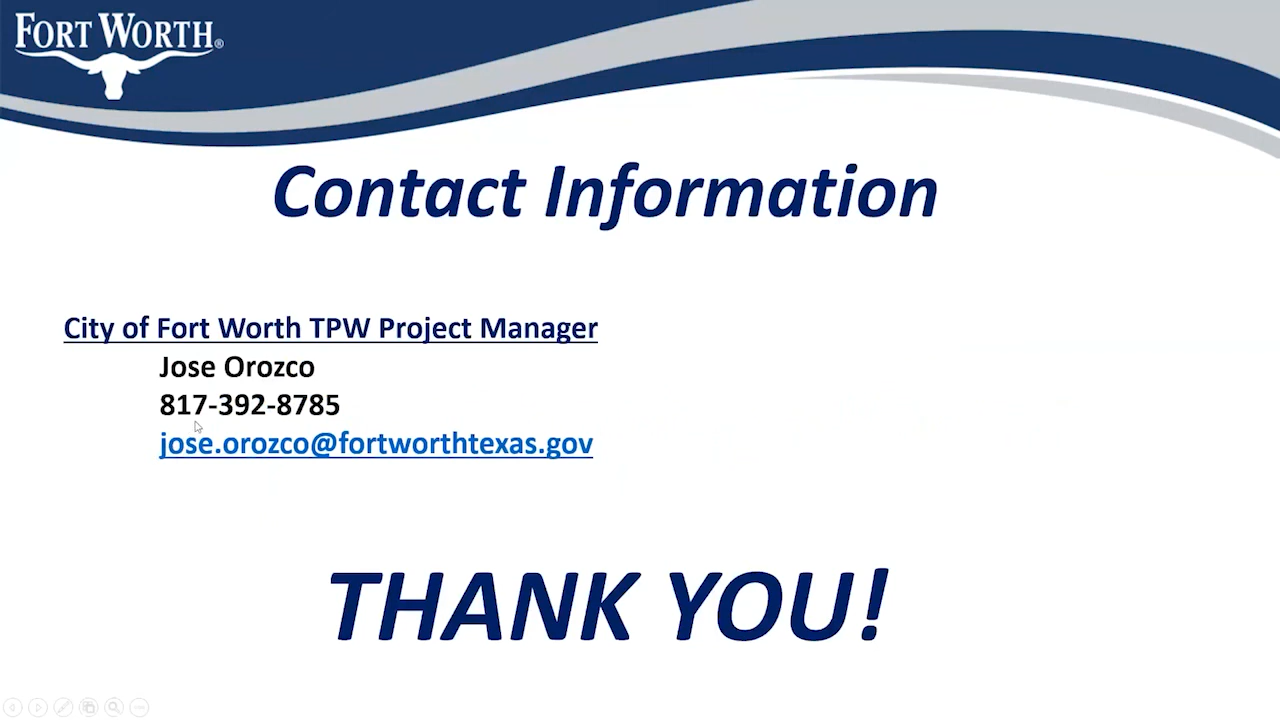 FORT WORTH®
Contact Information
City of Fort Worth TPW Project Manager
Jose Orozco
817-392-8785
jose.orozco@fortworthtexas.gov
THANK YOU!